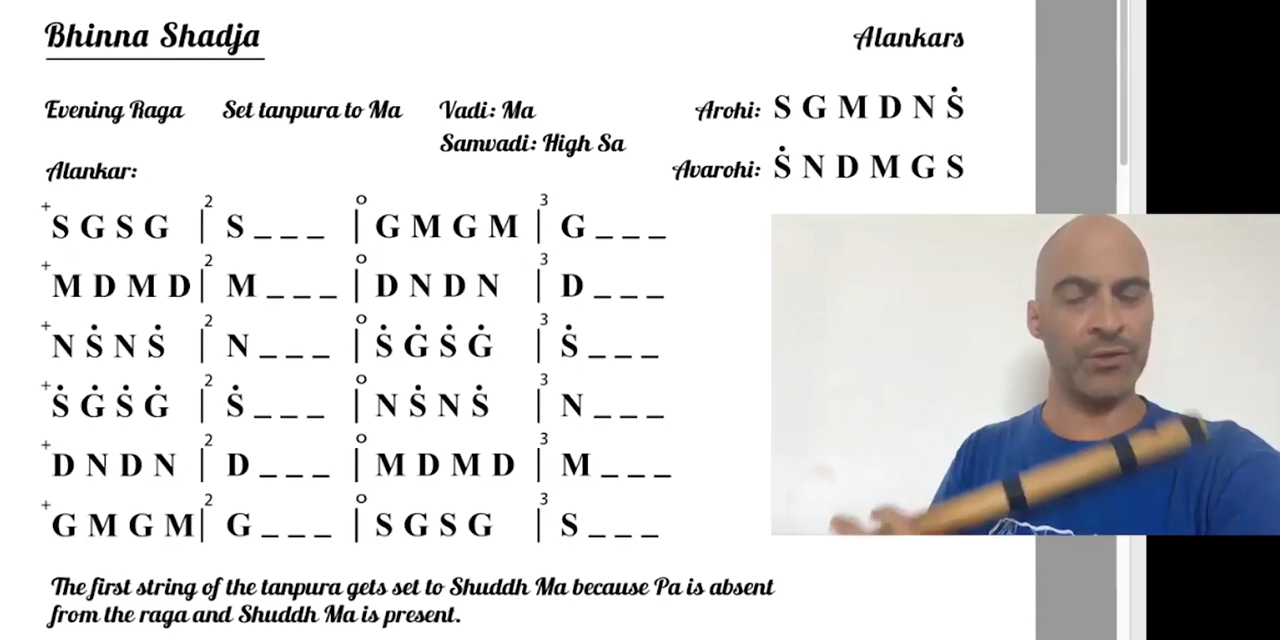 Bhinna Shadja
Alankars
Evening Raga Set tanpura to Ma Vadi: Ma
Samvadi: High Sa
Arohi: S G M D N Ṡ
Avarohi: Ṡ N D M G S
Alankar:
+ 2 o 3
S G S G | S _ _ _ | G M G M | G _ _ _
+ 2 o 3
M D M D | M _ _ _ | D N D N | D _ _ _
+ 2 o 3
N Ṡ N Ṡ | N _ _ _ | Ṡ Ġ Ṡ Ġ | Ṡ _ _ _
+ 2 o 3
Ṡ Ġ Ṡ Ġ | Ṡ _ _ _ | N Ṡ N Ṡ | N _ _ _
+ 2 o 3
D N D N | D _ _ _ | M D M D | M _ _ _
+ 2 o 3
G M G M | G _ _ _ | S G S G | S _ _ _
The first string of the tanpura gets set to Shuddh Ma because Pa is absent
from the raga and Shuddh Ma is present.